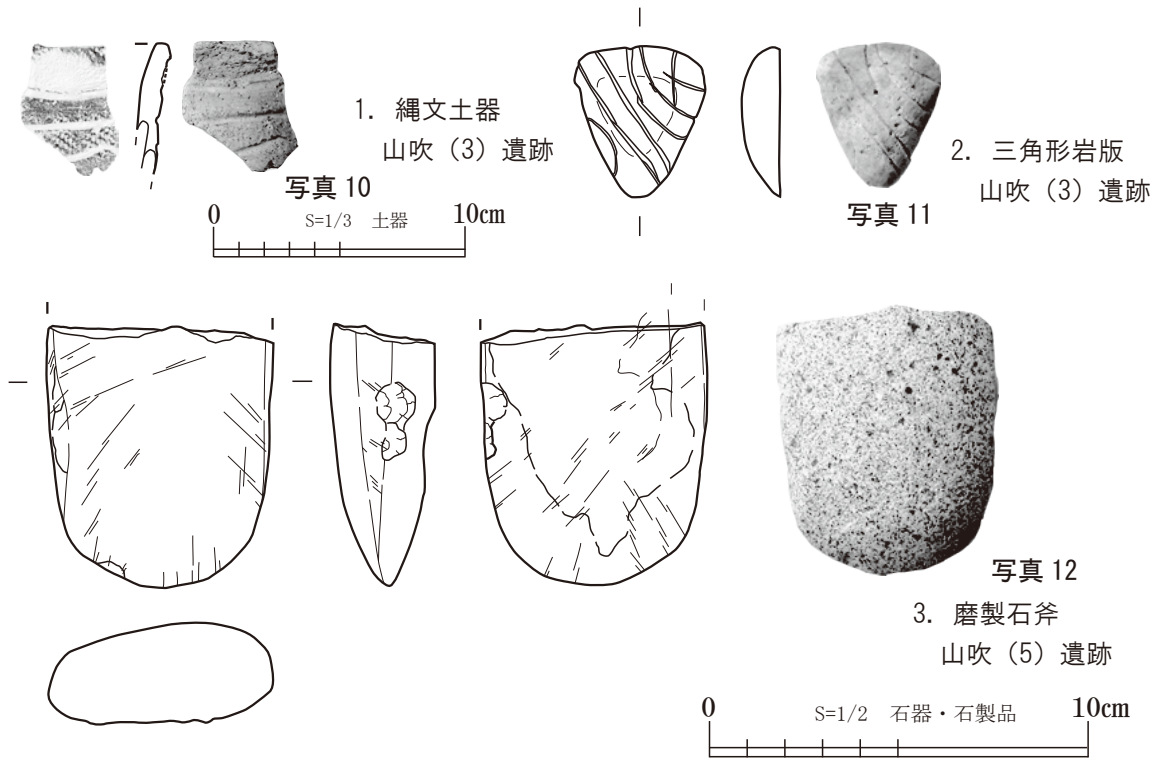 1. 縄文土器
山吹（3）遺跡
写真 10
0 S=1/3 土器 10cm
2. 三角形岩版
山吹（3）遺跡
写真 11
写真 12
3. 磨製石斧
山吹（5）遺跡
0 S=1/2 石器・石製品 10cm